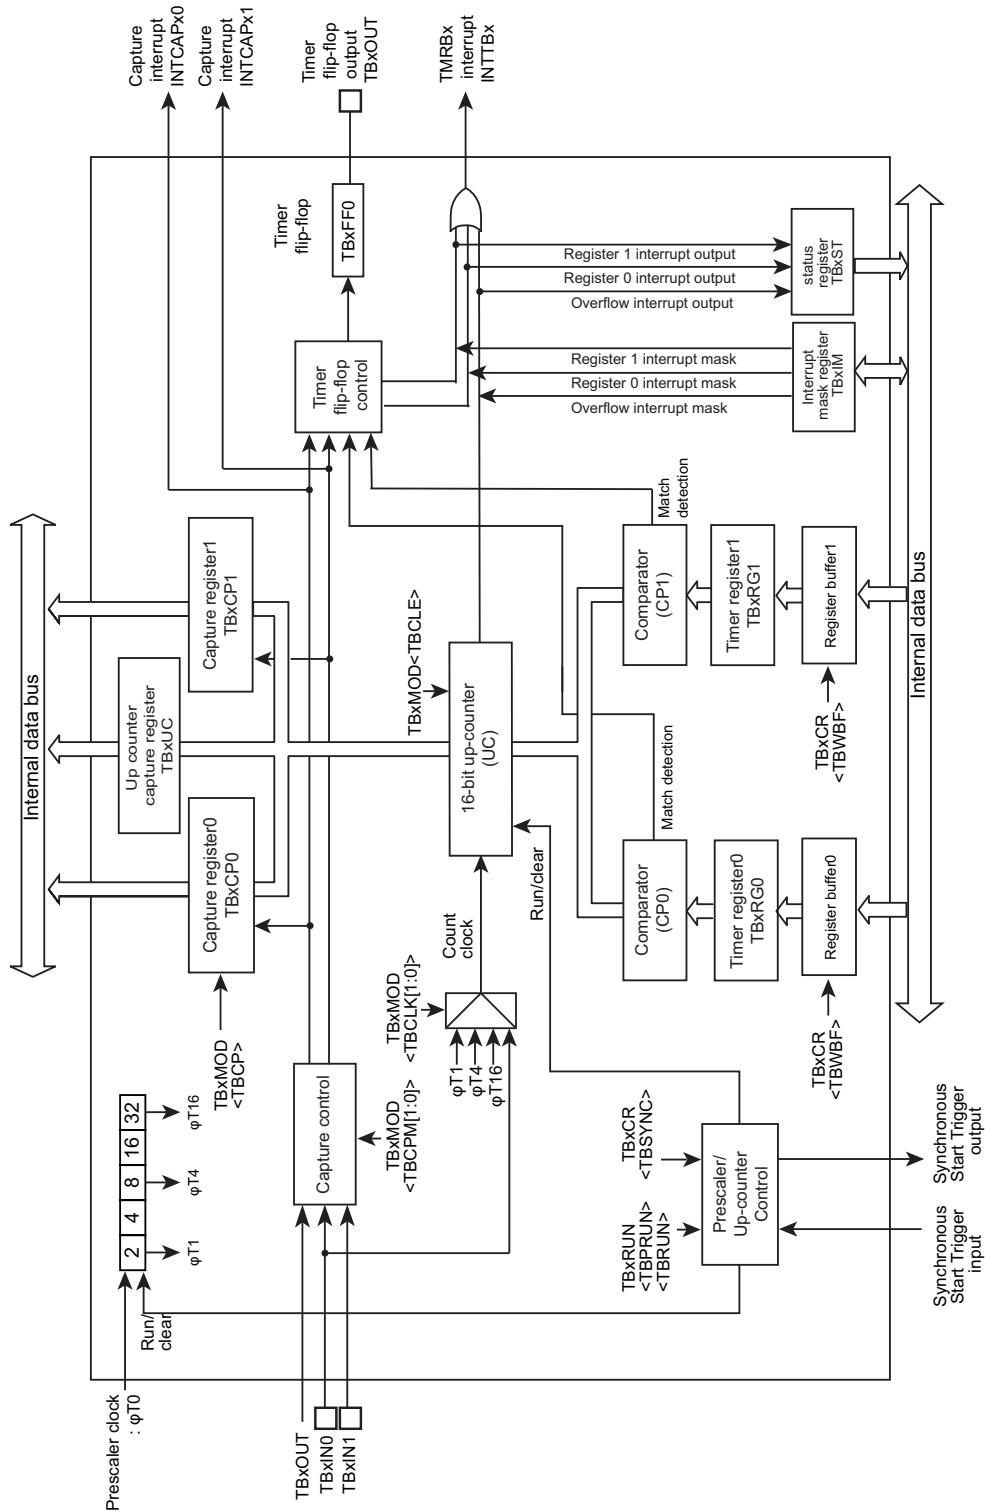 Prescaler clock
: φT0
TBxOUT
TBxIN0
TBxIN1
Run/
clear
2
4
8
16
32
φT1
φT4
φT16
TBxMOD
<TBCP>
Capture control
TBxMOD
<TBCPM[1:0]>
Internal data bus
Capture register0
TBxCP0
Up counter
capture register
TBxUC
Capture register1
TBxCP1
Capture
interrupt
INTCAPx0
Capture
interrupt
INTCAPx1
Timer
flip-flop
output
TBxOUT
TMRBx
interrupt
INTTBx
Timer
flip-flop
TBxFF0
Timer
flip-flop
control
TBxMOD
<TBCLK[1:0]>
φT1
φT4
φT16
Count
clock
TBxMOD<TBCLE>
16-bit up-counter
(UC)
Run/clear
Register 1 interrupt output
Register 0 interrupt output
Overflow interrupt output
Register 1 interrupt mask
Register 0 interrupt mask
Overflow interrupt mask
status
register
TBxST
Interrupt
mask register
TBxIM
TBxRUN
<TBPRUN>
<TBRUN>
TBxCR
<TBSYNC>
Prescaler/
Up-counter
Control
Synchronous
Start Trigger
input
Synchronous
Start Trigger
output
Match detection
Comparator
(CP0)
Timer register0
TBxRG0
Register buffer0
TBxCR
<TBWBF>
Match
detection
Comparator
(CP1)
Timer register1
TBxRG1
Register buffer1
TBxCR
<TBWBF>
Internal data bus